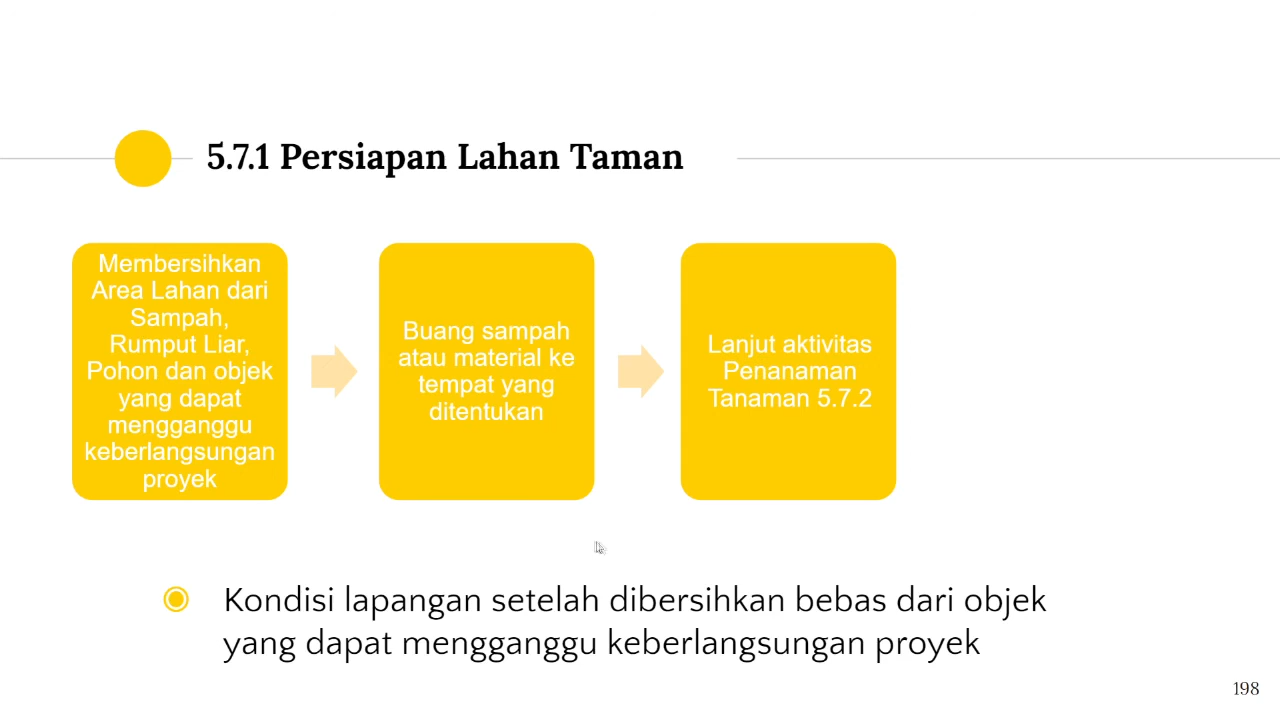 5.7.1 Persiapan Lahan Taman
Membersihkan
Area Lahan dari
Sampah,
Rumput Liar,
Pohon dan objek
yang dapat
mengganggu
keberlangsungan
proyek
Buang sampah
atau material ke
tempat yang
ditentukan
Lanjut aktivitas
Penanaman
Tanaman 5.7.2
Kondisi lapangan setelah dibersihkan bebas dari objek
yang dapat mengganggu keberlangsungan proyek
198